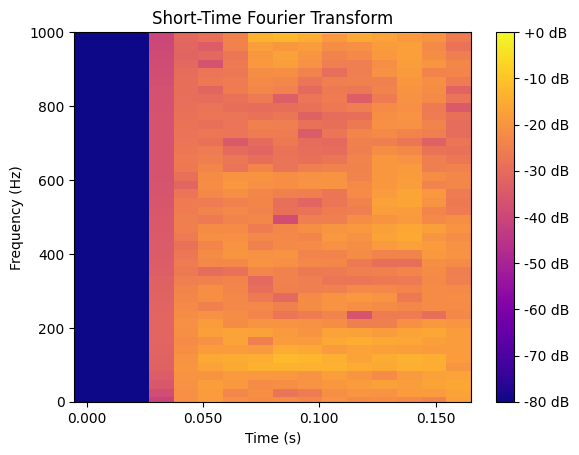 Short-Time Fourier Transform
Frequency (Hz)
1000
800
600
400
200
0
0.000
0.050
0.100
0.150
Time (s)
+0 dB
-10 dB
-20 dB
-30 dB
-40 dB
-50 dB
-60 dB
-70 dB
-80 dB